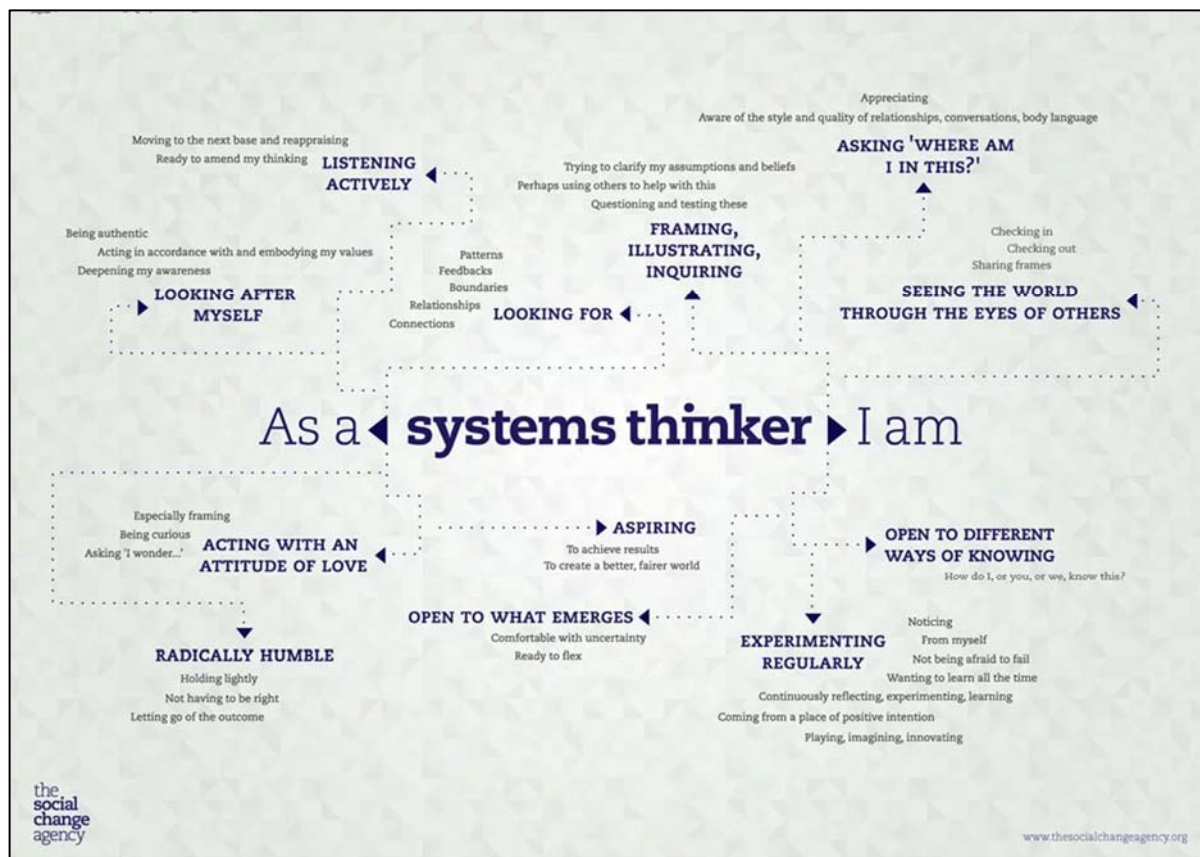 Appreciating
Aware of the style and quality of relationships, conversations, body language
ASKING 'WHERE AM
I IN THIS?'
Moving to the next base and reappraising
Ready to amend my thinking
LISTENING
ACTIVELY
Trying to clarify my assumptions and beliefs
Perhaps using others to help with this
Questioning and testing these
FRAMING,
ILLUSTRATING,
INQUIRING
Being authentic
Acting in accordance with and embodying my values
Deepening my awareness
LOOKING AFTER
MYSELF
Patterns
Feedbacks
Boundaries
Relationships
Connections
LOOKING FOR
Checking in
Checking out
Sharing frames
SEEING THE WORLD
THROUGH THE EYES OF OTHERS
As a systems thinker I am
Especially framing
Being curious
Asking 'I wonder...'
ACTING WITH AN
ATTITUDE OF LOVE
ASPIRING
To achieve results
To create a better, fairer world
OPEN TO DIFFERENT
WAYS OF KNOWING
How do I, or you, or we, know this?
RADICALLY HUMBLE
Holding lightly
Not having to be right
Letting go of the outcome
OPEN TO WHAT EMERGES
Comfortable with uncertainty
Ready to flex
EXPERIMENTING
REGULARLY
Noticing
From myself
Not being afraid to fail
Wanting to learn all the time
Continuously reflecting, experimenting, learning
Coming from a place of positive intention
Playing, imagining, innovating
the
social
change
agency
www.thesocialchangeagency.org